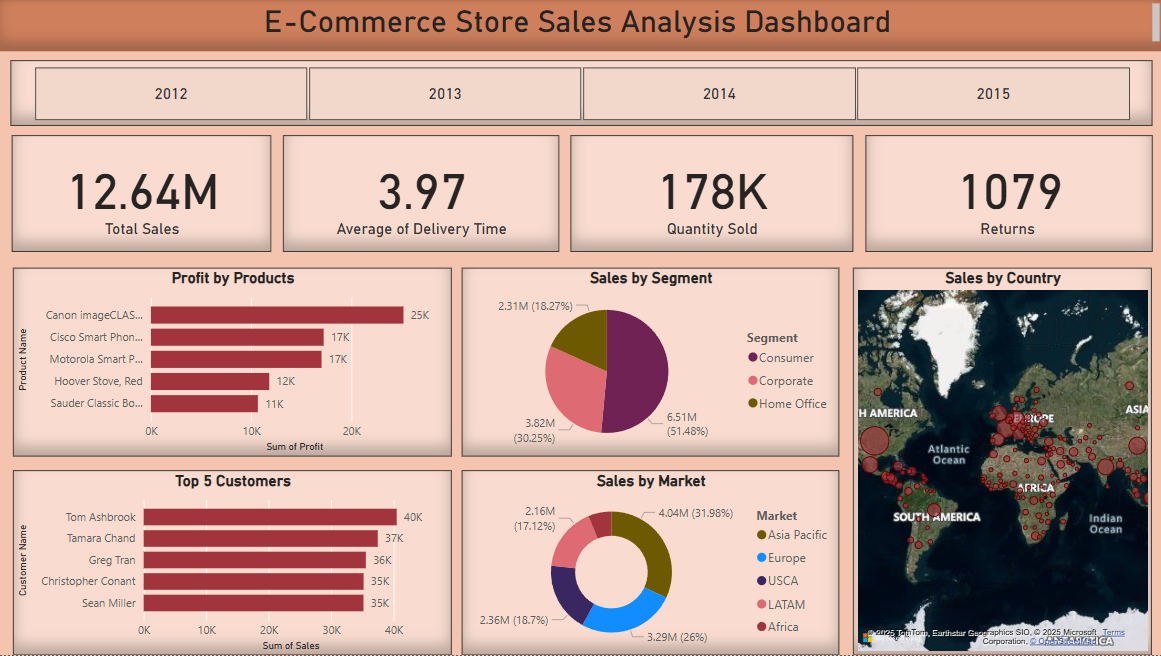 E-Commerce Store Sales Analysis Dashboard
2012
2013
2014
2015
12.64M
Total Sales
3.97
Average of Delivery Time
178K
Quantity Sold
1079
Returns
Profit by Products
Product Name
Canon imageCLAS...
25K
Cisco Smart Phon...
17K
Motorola Smart P...
17K
Hoover Stove, Red
12K
Sauder Classic Bo...
11K
0K 10K 20K
Sum of Profit
Sales by Segment
2.31M (18.27%)
3.82M
(30.25%)
6.51M
(51.48%)
Segment
Consumer
Corporate
Home Office
Sales by Country
H AMERICA
EUROPE
ASIA
Atlantic
Ocean
AFRICA
SOUTH AMERICA
Indian
Ocean
© 2025 TomTom, Earthstar Geographics SIO, © 2025 Microsoft Terms
Corporation, © OpenStreetMap
Top 5 Customers
Customer Name
Tom Ashbrook
40K
Tamara Chand
37K
Greg Tran
36K
Christopher Conant
35K
Sean Miller
35K
0K 10K 20K 30K 40K
Sum of Sales
Sales by Market
2.16M
(17.12%)
4.04M (31.98%)
2.36M (18.7%)
3.29M (26%)
Market
Asia Pacific
Europe
USCA
LATAM
Africa